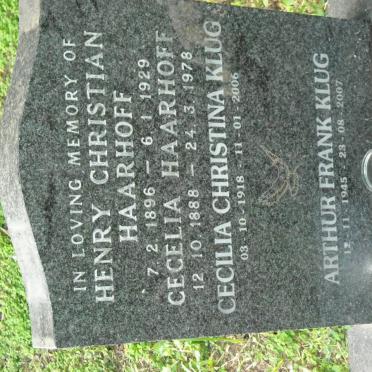 IN LOVING MEMORY OF
HENRY CHRISTIAN
HAARHOFF
7. 2. 1896 — 6. 1. 1929
CECELIA HAARHOFF
12. 10. 1888 — 24. 3. 1978
CECILIA CHRISTINA KLUG
03 - 10 - 1918 - 11 - 01 - 2006
ARTHUR FRANK KLUG
12 - 11 - 1945 - 23 - 08 - 2007